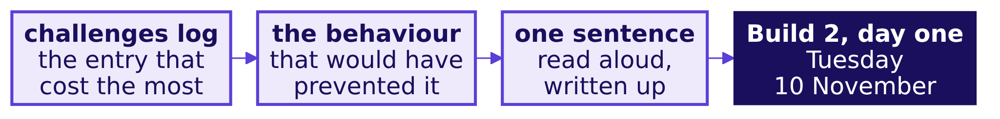 challenges log
the entry that
cost the most
the behaviour
that would have
prevented it
one sentence
read aloud,
written up
Build 2, day one
Tuesday
10 November